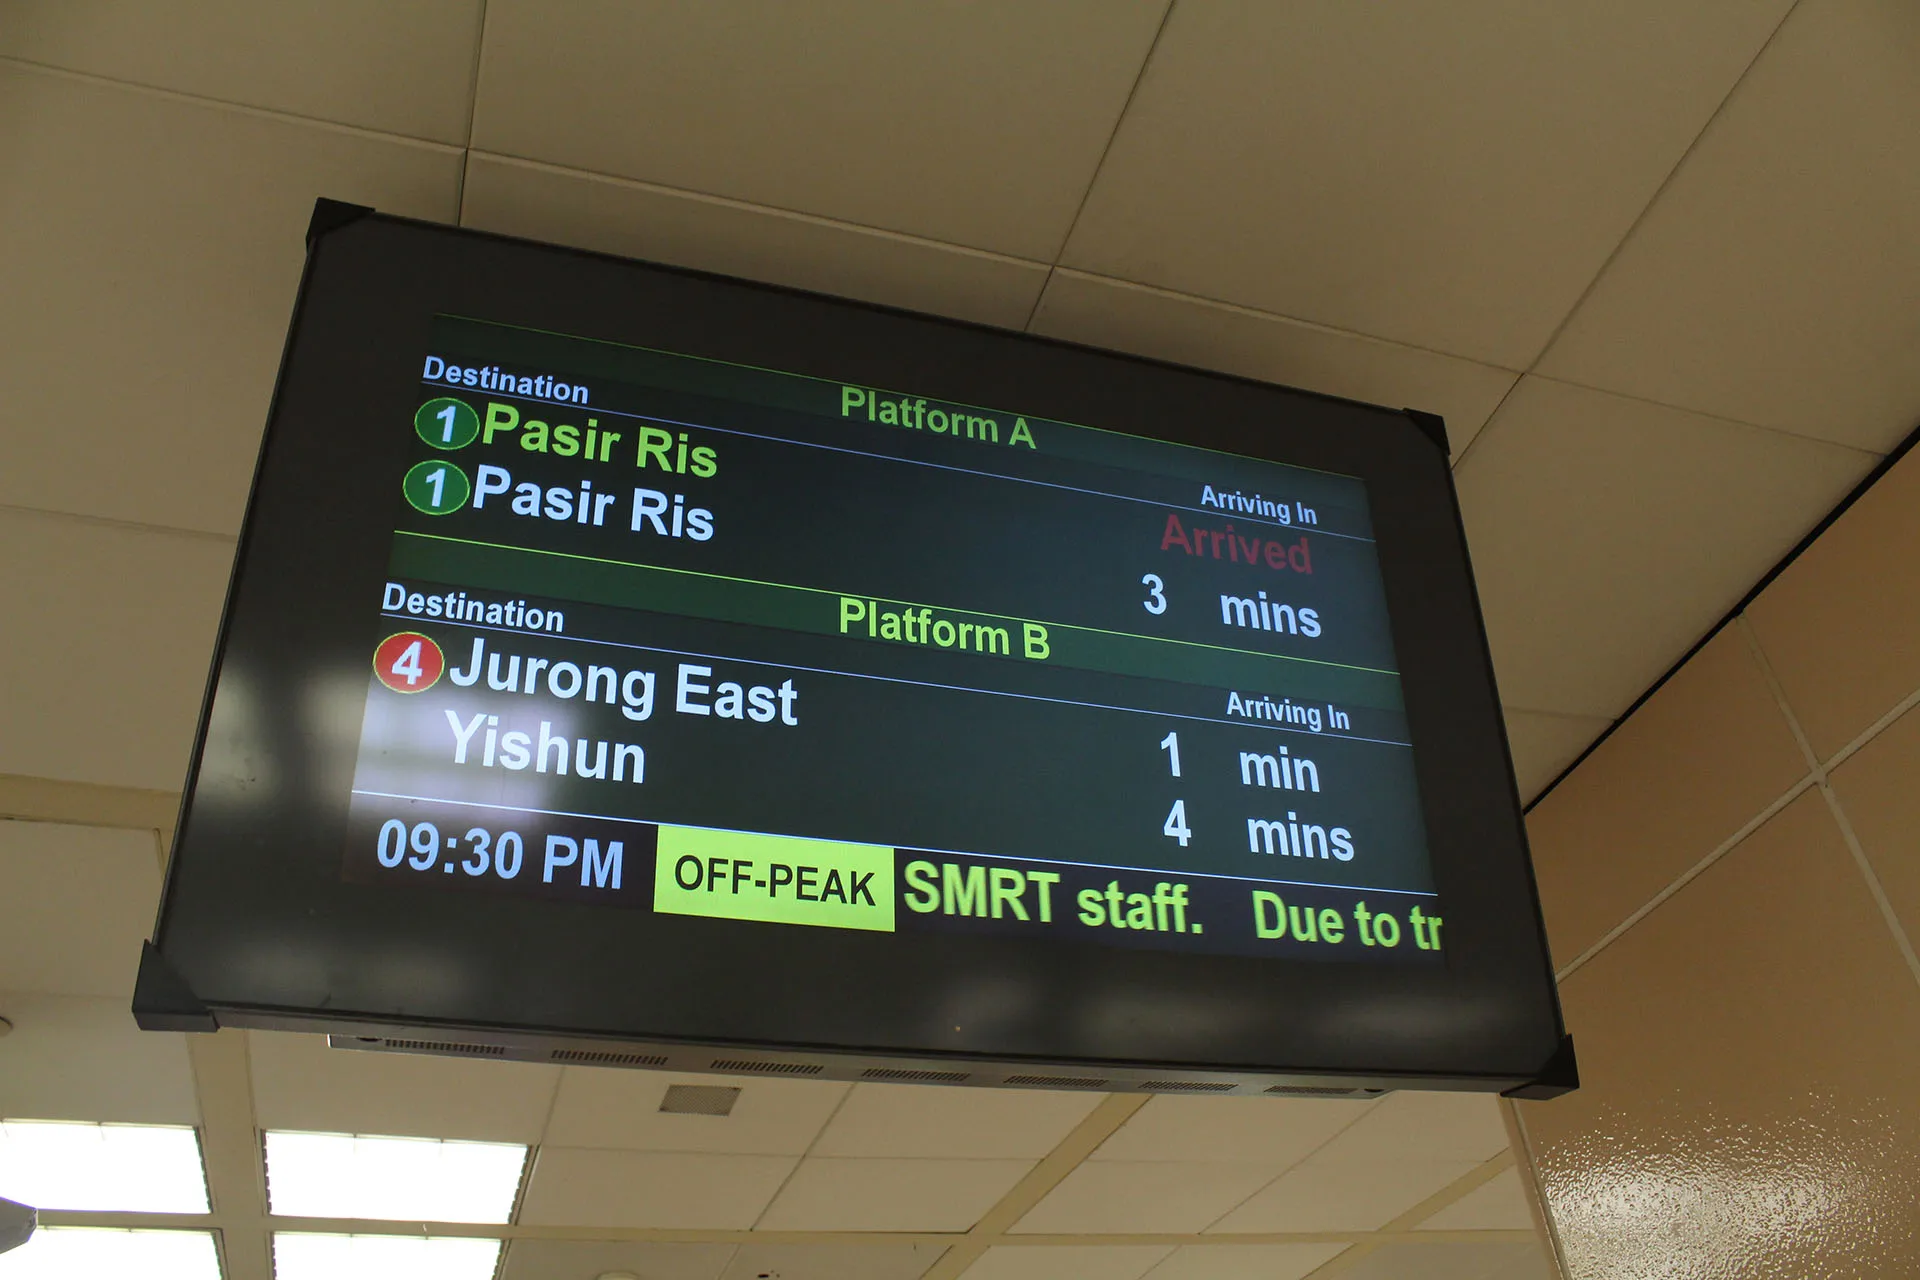 Destination Platform A Arriving In
1 Pasir Ris Arrived
1 Pasir Ris 3 mins
Destination Platform B Arriving In
4 Jurong East 1 min
Yishun 4 mins
09:30 PM OFF-PEAK SMRT staff. Due to tr